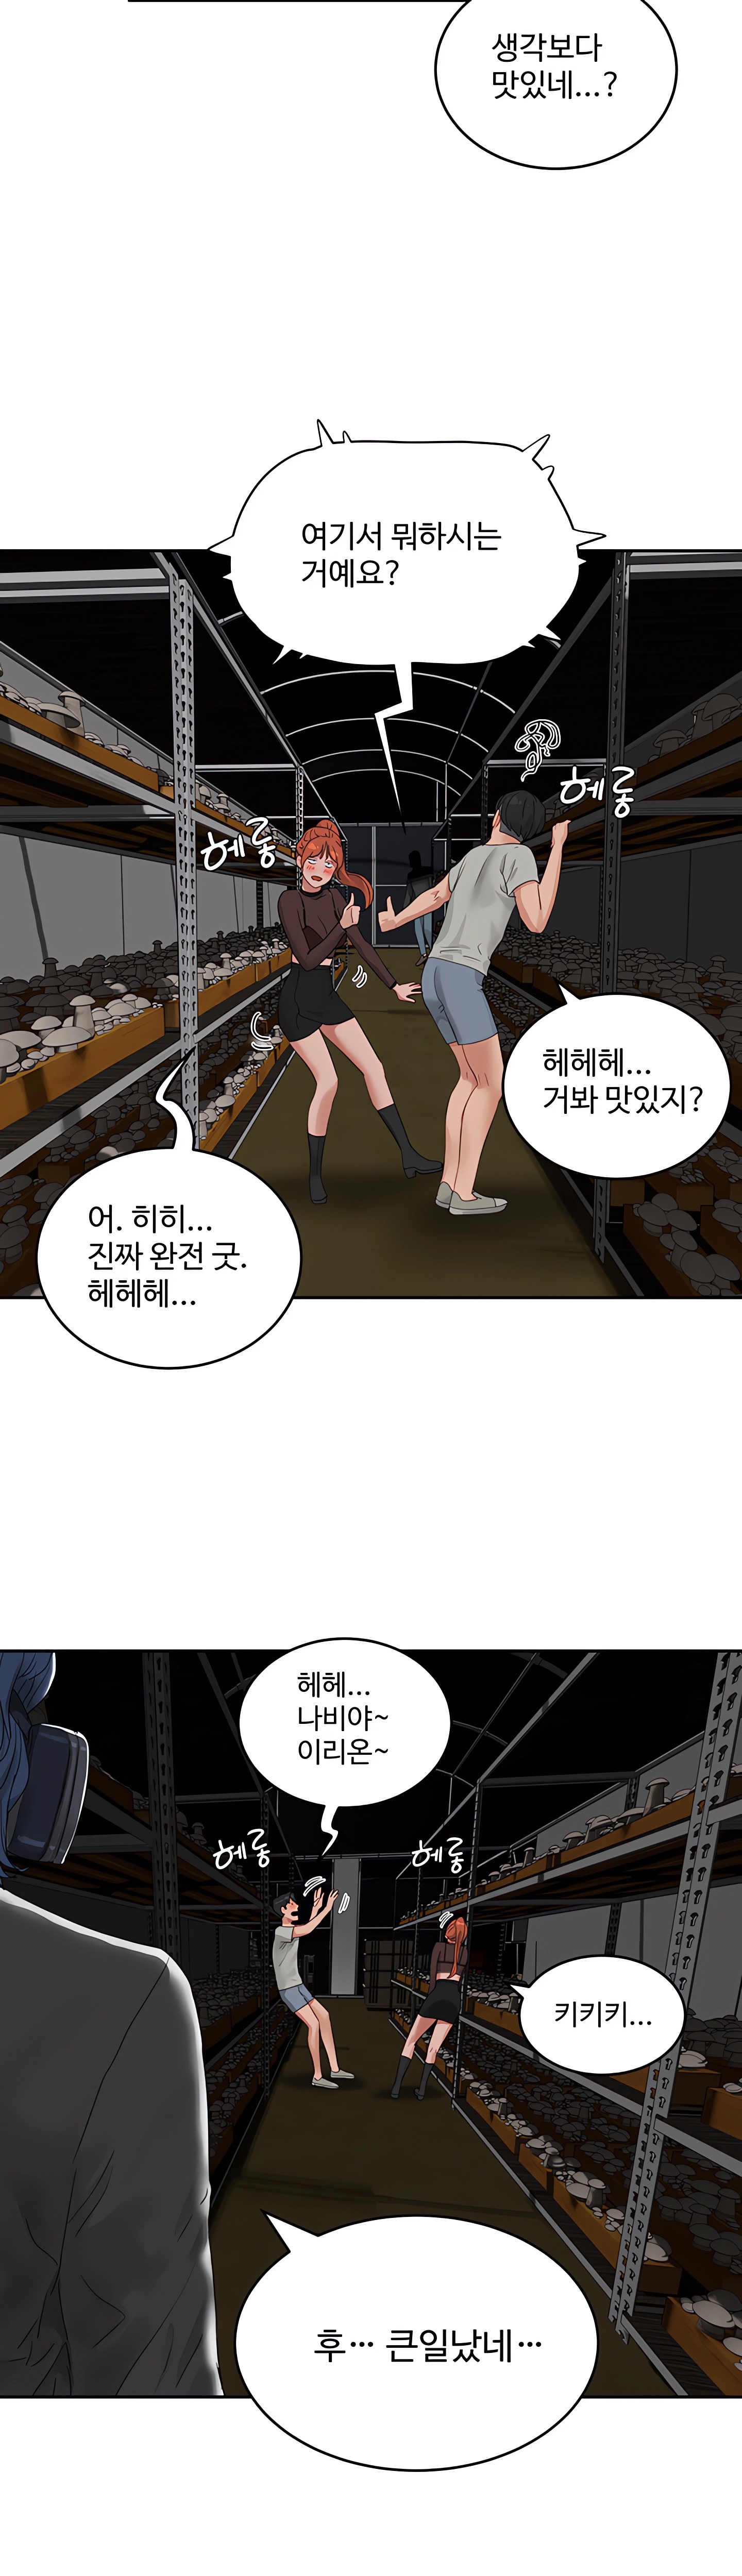 생각보다
맛있네...?
여기서 뭐하시는
거예요?
헤롱
헤롱
헤헤헤...
거봐 맛있지?
어. 히히...
진짜 완전 굿.
헤헤헤...
헤헤...
나비야~
이리온~
헤롱
헤롱
키키키...
후… 큰일났네…